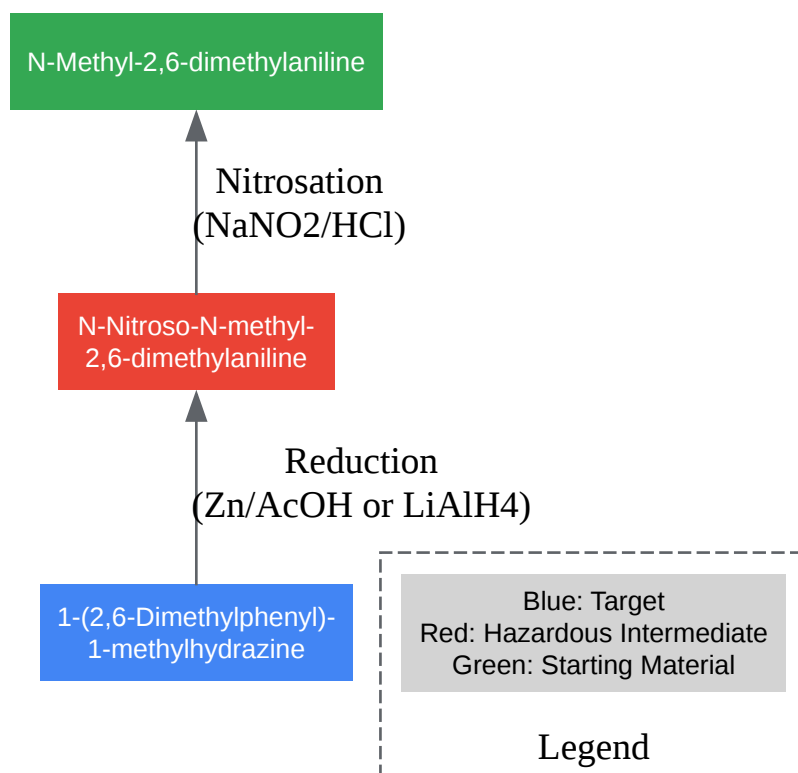 N-Methyl-2,6-dimethylaniline
Nitrosation
(NaNO2/HCl)
N-Nitroso-N-methyl-
2,6-dimethylaniline
Reduction
(Zn/AcOH or LiAlH4)
1-(2,6-Dimethylphenyl)-
1-methylhydrazine
Blue: Target
Red: Hazardous Intermediate
Green: Starting Material
Legend